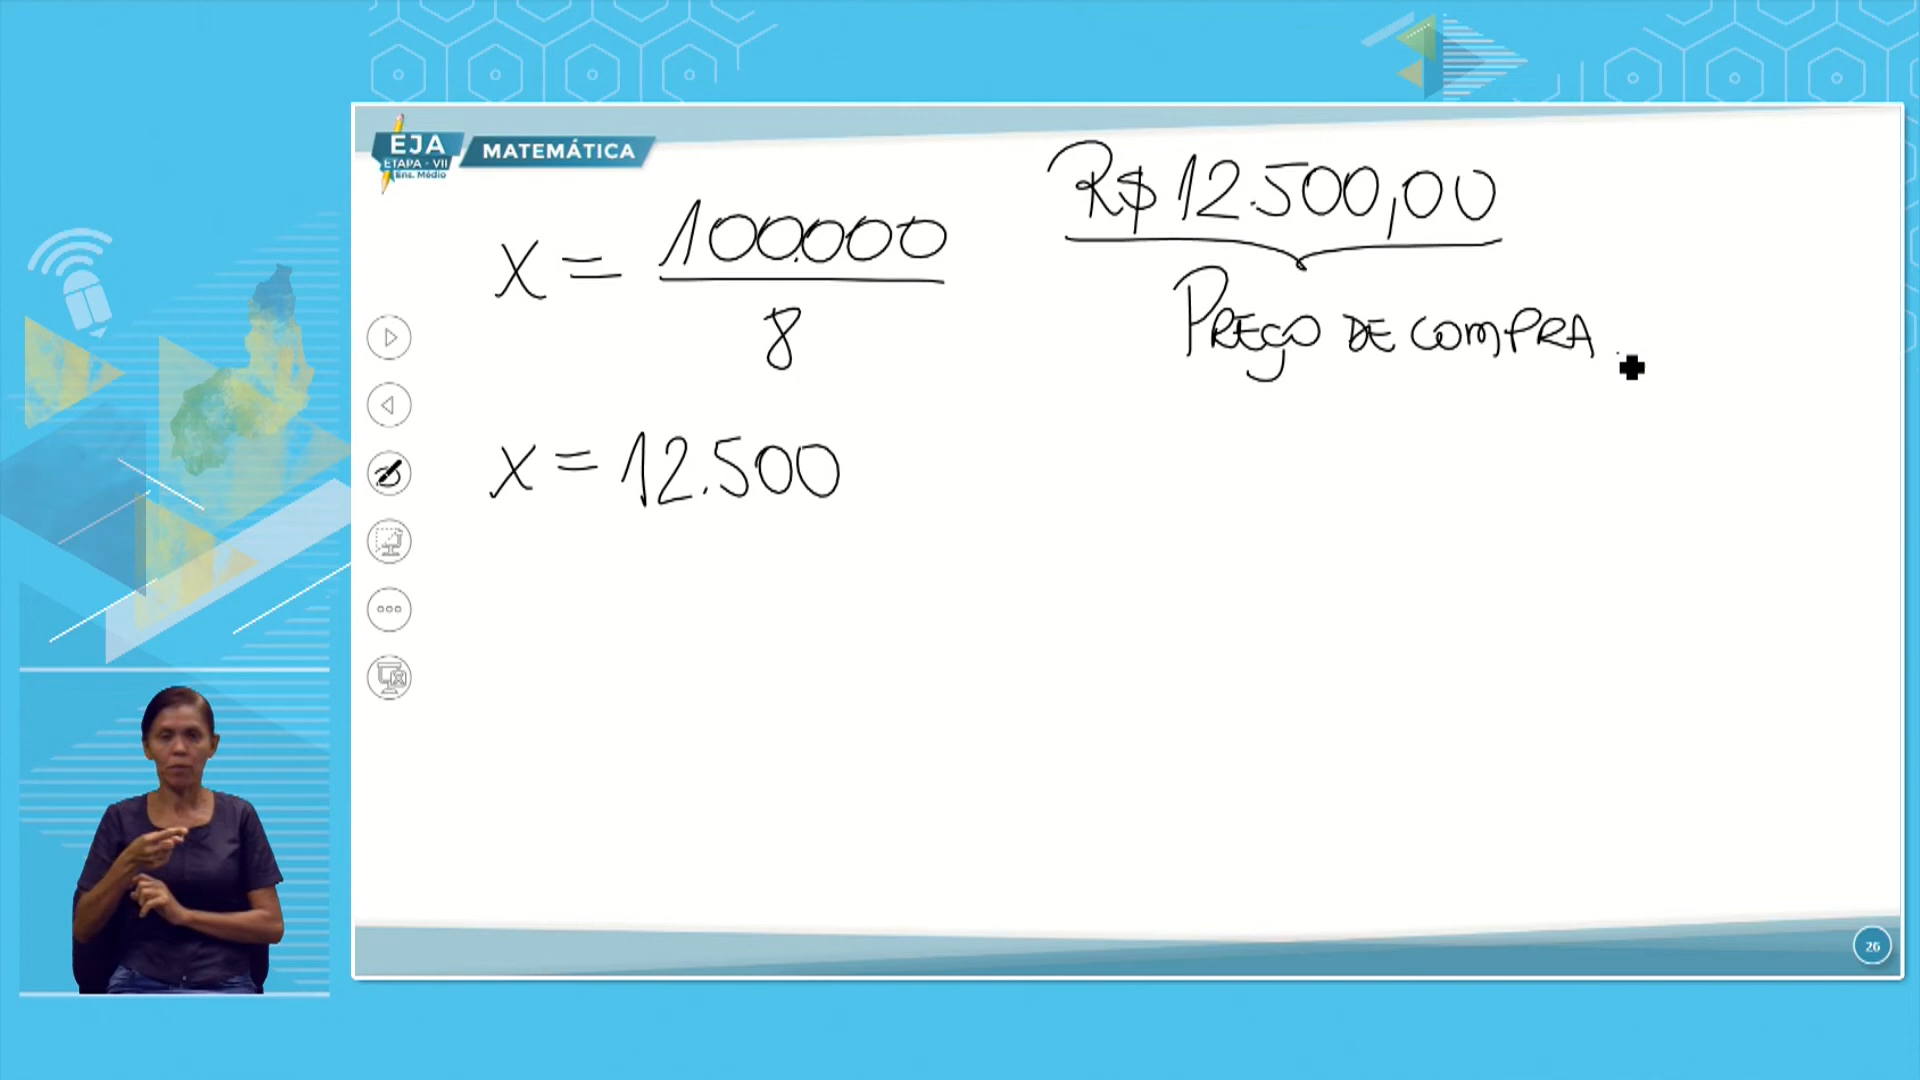 EJA
ETAPA - VII
Ens. Médio
MATEMÁTICA
x = 100.000
8
x = 12.500
R$ 12.500,00
PREÇO DE COMPRA
26